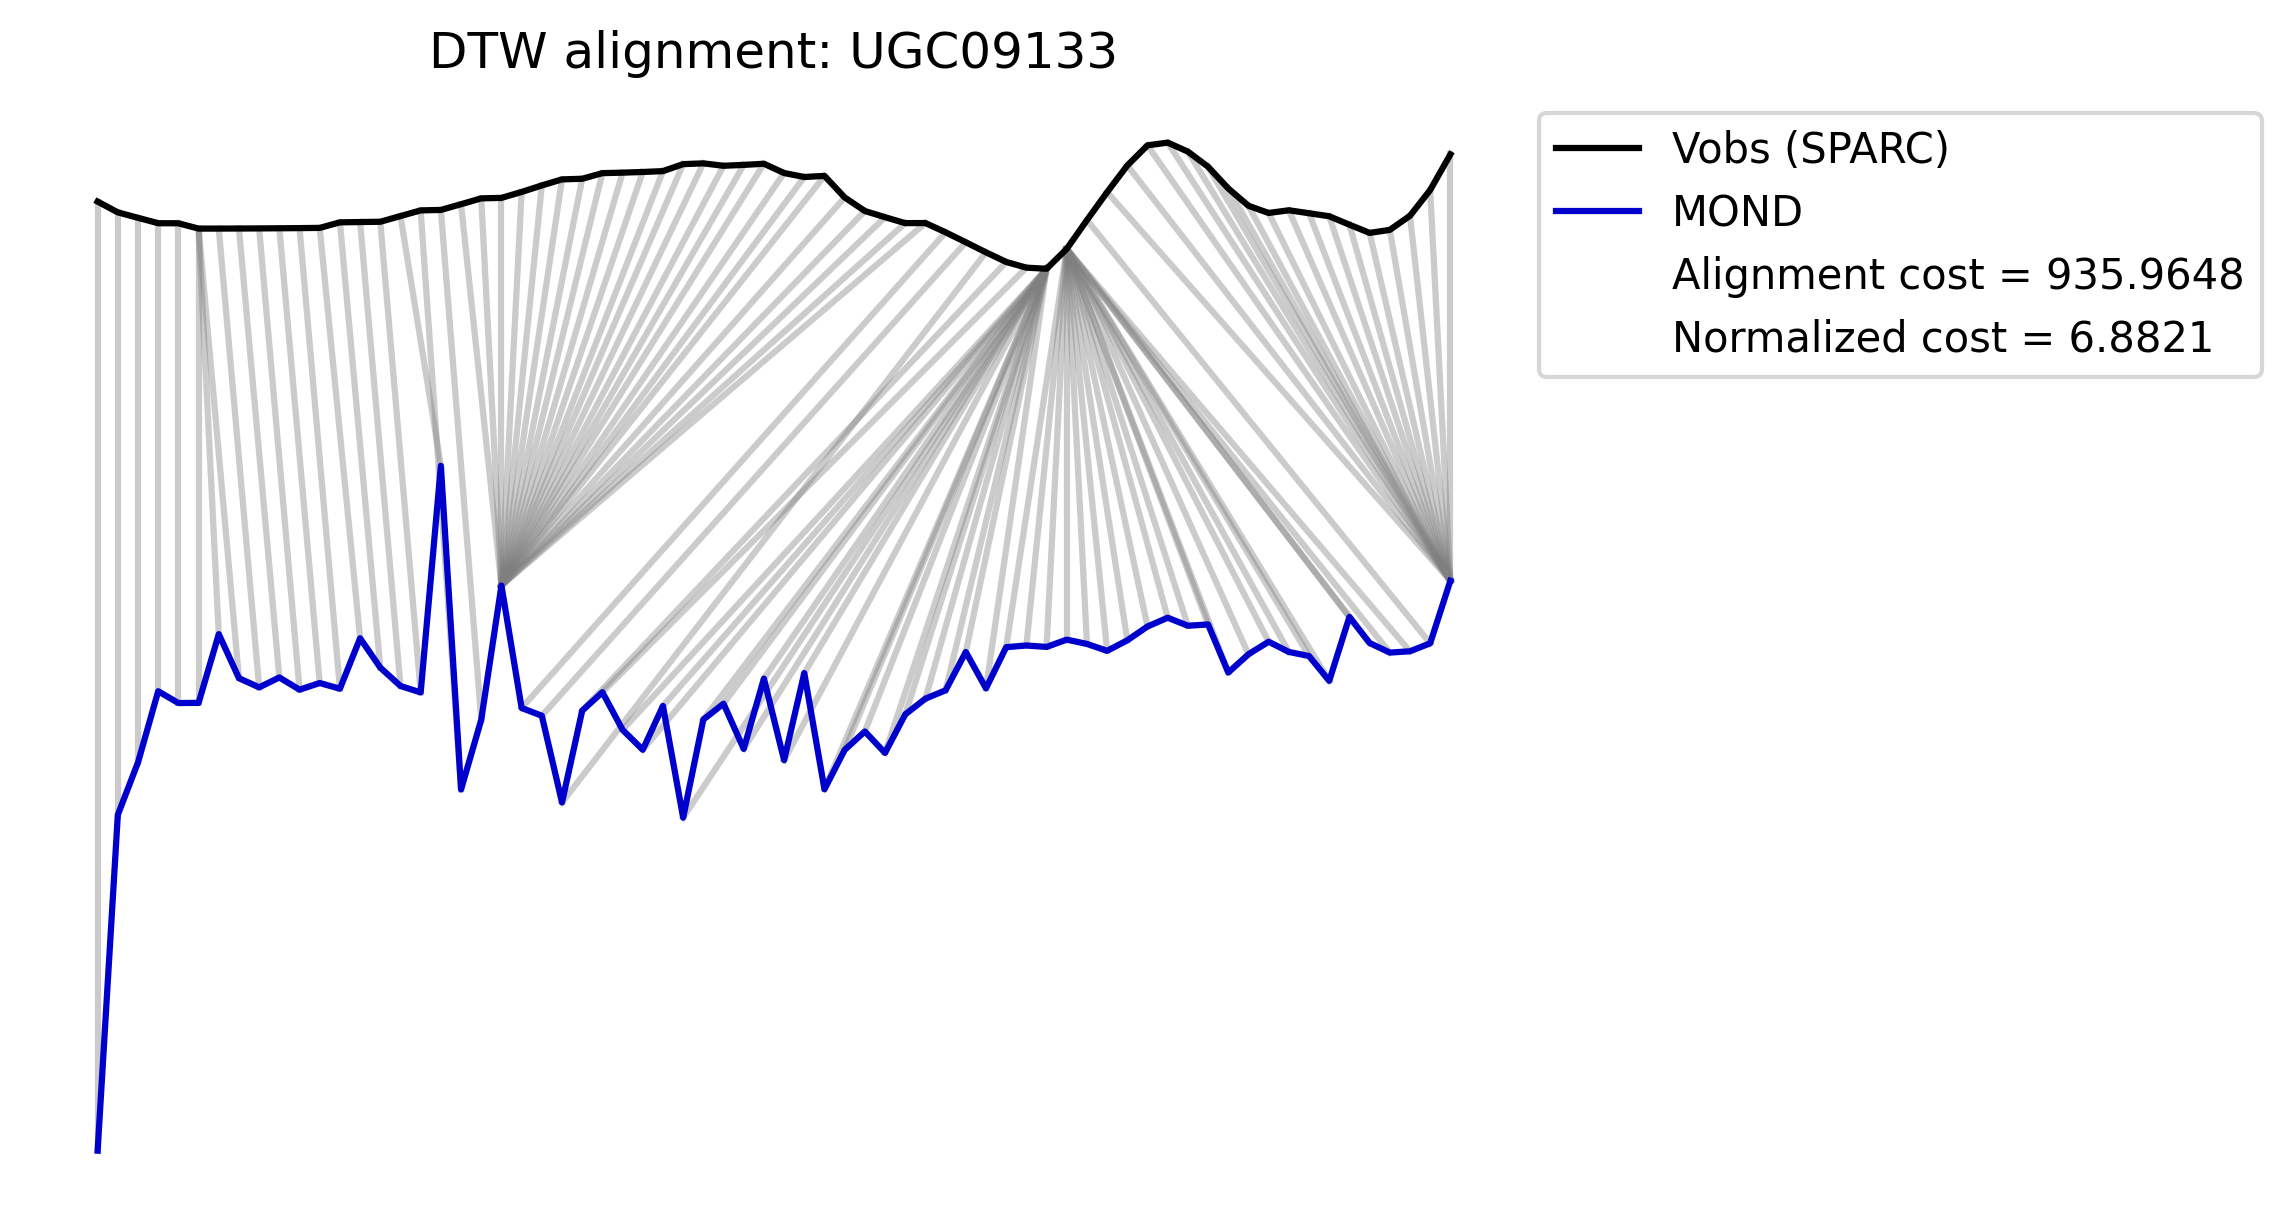 DTW alignment: UGC09133
Vobs (SPARC)
MOND
Alignment cost = 935.9648
Normalized cost = 6.8821